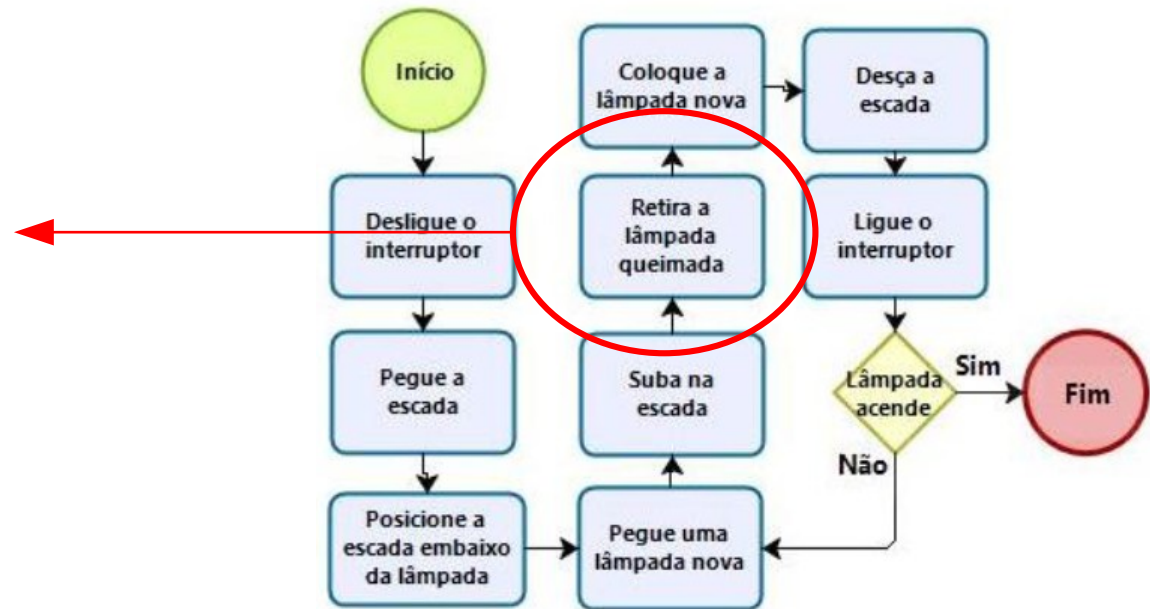 Início
Desligue o
interruptor
Pegue a
escada
Posicione a
escada embaixo
da lâmpada
Pegue uma
lâmpada nova
Suba na
escada
Retira a
lâmpada
queimada
Coloque a
lâmpada nova
Desça a
escada
Ligue o
interruptor
Lâmpada
acende
Sim
Fim
Não